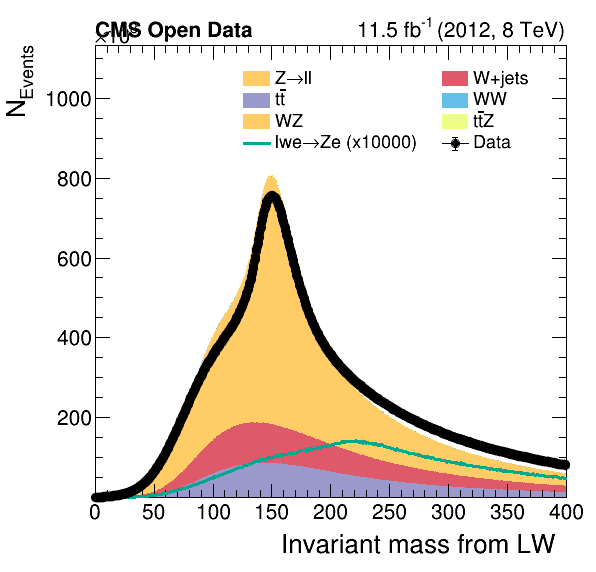 CMS Open Data 11.5 fb⁻¹ (2012, 8 TeV)
N_Events
Z→ll W+jets
tt̄ WW
WZ tt̄Z
lwe→Ze (x10000) Data
1000
800
600
400
200
0 50 100 150 200 250 300 350 400
Invariant mass from LW